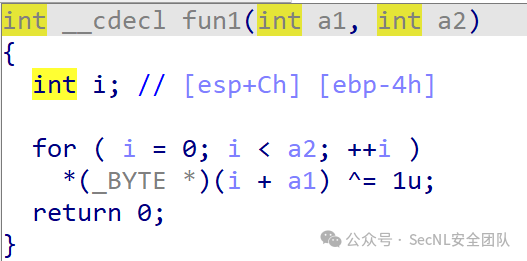 int __cdecl fun1(int a1, int a2)
{
  int i; // [esp+Ch] [ebp-4h]

  for ( i = 0; i < a2; ++i )
    *(_BYTE *)(i + a1) ^= 1u;
  return 0;
}
公众号 · SecNL安全团队